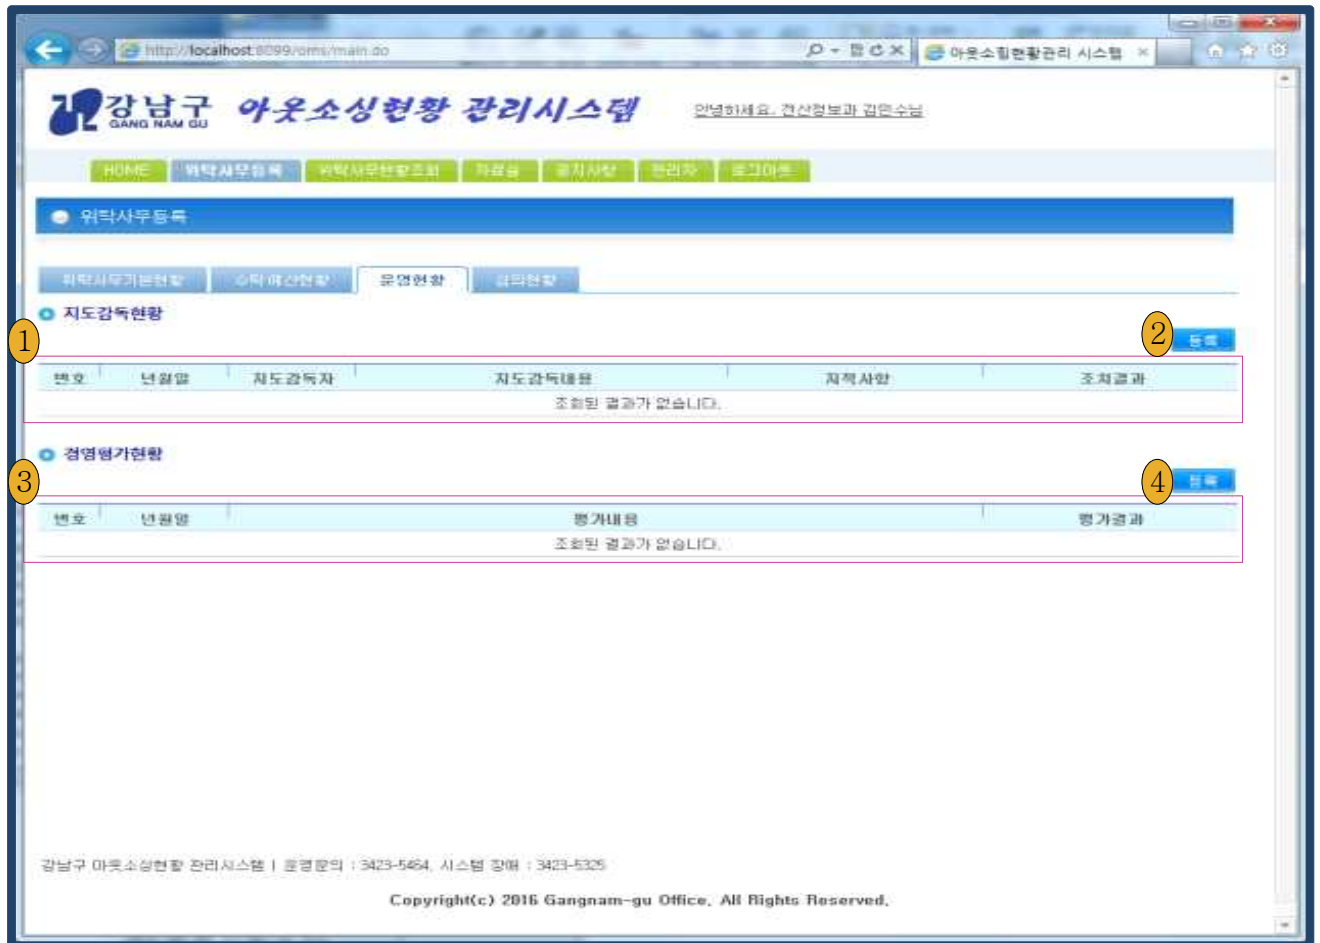 http://localhost:8099/oms/main.do
아웃소싱현황관리 시스템
강남구
GANG NAM GU
아웃소싱현황 관리시스템
안녕하세요. 전산정보과 김민수님
HOME 위탁사무등록 위탁사무현황조회 자료실 공지사항 관리자 로그아웃
위탁사무등록
위탁사무기본현황 수탁예산현황 운영현황 심의현황
지도감독현황
1
2
등록
번호 년월일 지도감독자 지도감독내용 지적사항 조치결과
조회된 결과가 없습니다.
경영평가현황
3
4
등록
번호 년월일 평가내용 평가결과
조회된 결과가 없습니다.
강남구 아웃소싱현황 관리시스템 | 운영문의 : 3423-5464, 시스템 장애 : 3423-5325
Copyright(c) 2016 Gangnam-gu Office. All Rights Reserved.